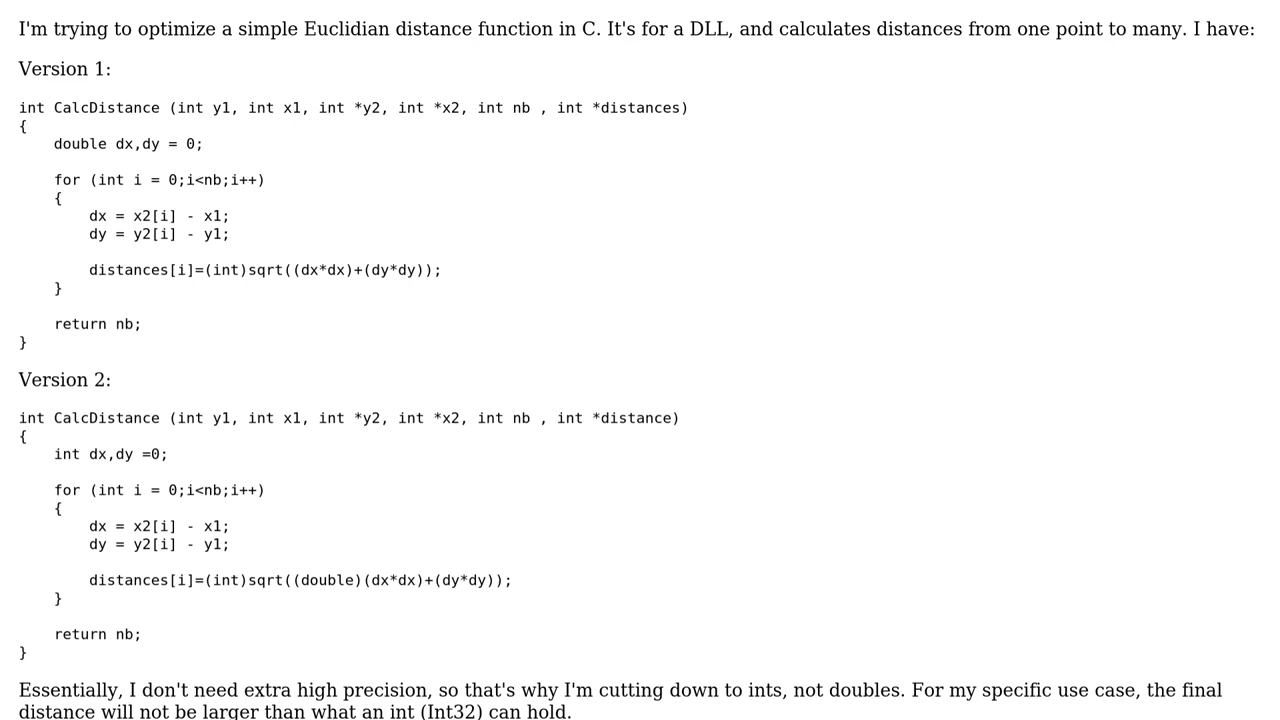 I'm trying to optimize a simple Euclidian distance function in C. It's for a DLL, and calculates distances from one point to many. I have:
Version 1:
int CalcDistance (int y1, int x1, int *y2, int *x2, int nb , int *distances)
{
    double dx,dy = 0;

    for (int i = 0;i<nb;i++)
    {
        dx = x2[i] - x1;
        dy = y2[i] - y1;

        distances[i]=(int)sqrt((dx*dx)+(dy*dy));
    }

    return nb;
}
Version 2:
int CalcDistance (int y1, int x1, int *y2, int *x2, int nb , int *distance)
{
    int dx,dy =0;

    for (int i = 0;i<nb;i++)
    {
        dx = x2[i] - x1;
        dy = y2[i] - y1;

        distances[i]=(int)sqrt((double)(dx*dx)+(dy*dy));
    }

    return nb;
}
Essentially, I don't need extra high precision, so that's why I'm cutting down to ints, not doubles. For my specific use case, the final
distance will not be larger than what an int (Int32) can hold.